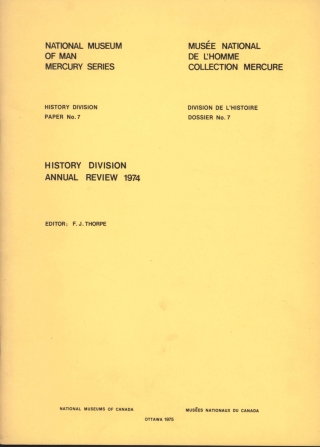 NATIONAL MUSEUM
OF MAN
MERCURY SERIES
MUSÉE NATIONAL
DE L'HOMME
COLLECTION MERCURE
HISTORY DIVISION
PAPER No. 7
DIVISION DE L'HISTOIRE
DOSSIER No. 7
HISTORY DIVISION
ANNUAL REVIEW 1974
EDITOR: F. J. THORPE
NATIONAL MUSEUMS OF CANADA
MUSÉES NATIONAUX DU CANADA
OTTAWA 1975